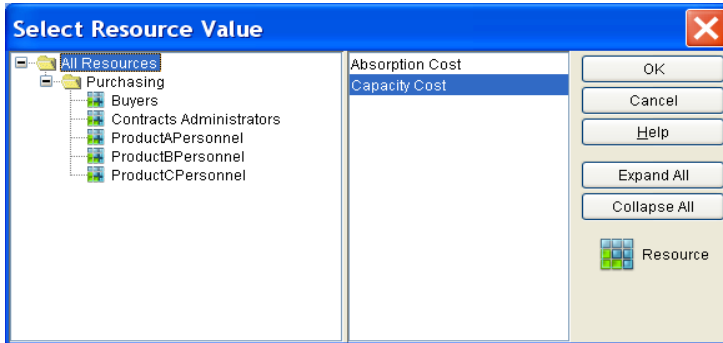 Select Resource Value
All Resources
Purchasing
Buyers
Contracts Administrators
ProductAPersonnel
ProductBPersonnel
ProductCPersonnel
Absorption Cost
Capacity Cost
OK
Cancel
Help
Expand All
Collapse All
Resource